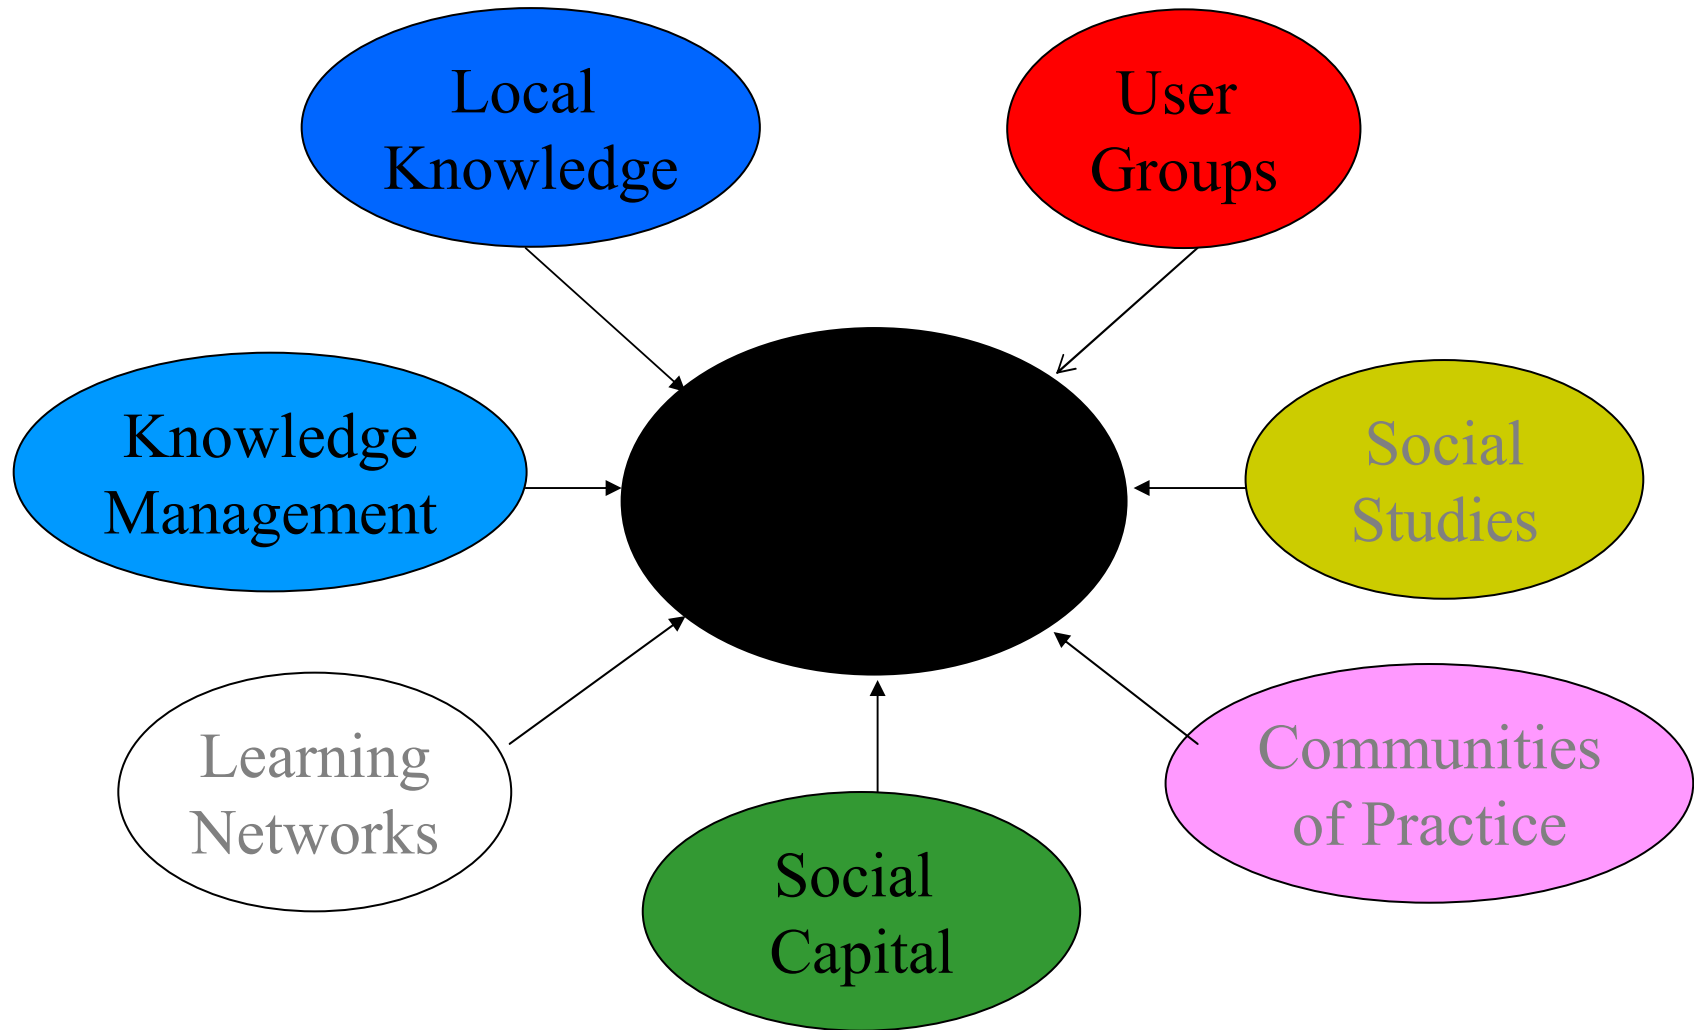 Local
Knowledge
User
Groups
Knowledge
Management
Social
Studies
Learning
Networks
Communities
of Practice
Social
Capital